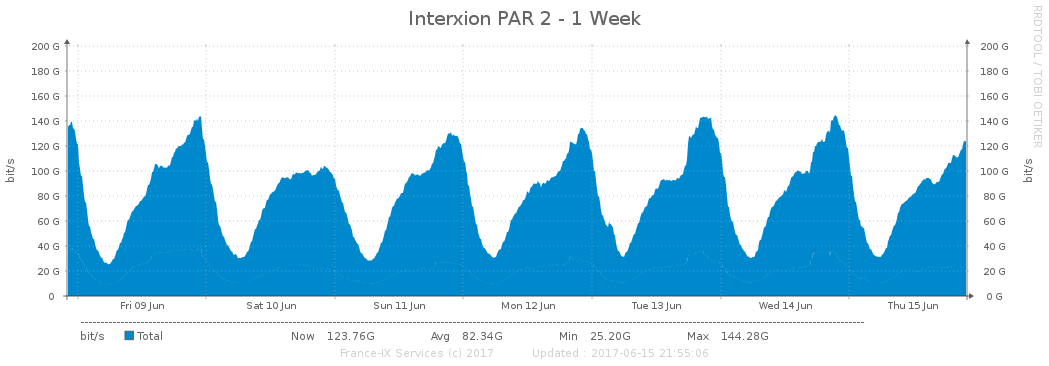 Interxion PAR 2 - 1 Week
RRDTOOL / TOBI OETIKER
bit/s
200 G
180 G
160 G
140 G
120 G
100 G
80 G
60 G
40 G
20 G
0
200 G
180 G
160 G
140 G
120 G
100 G
80 G
60 G
40 G
20 G
0 G
bit/s
Fri 09 Jun Sat 10 Jun Sun 11 Jun Mon 12 Jun Tue 13 Jun Wed 14 Jun Thu 15 Jun
bit/s Total Now 123.76G Avg 82.34G Min 25.20G Max 144.28G
France-IX Services (c) 2017 Updated : 2017-06-15 21:55:06